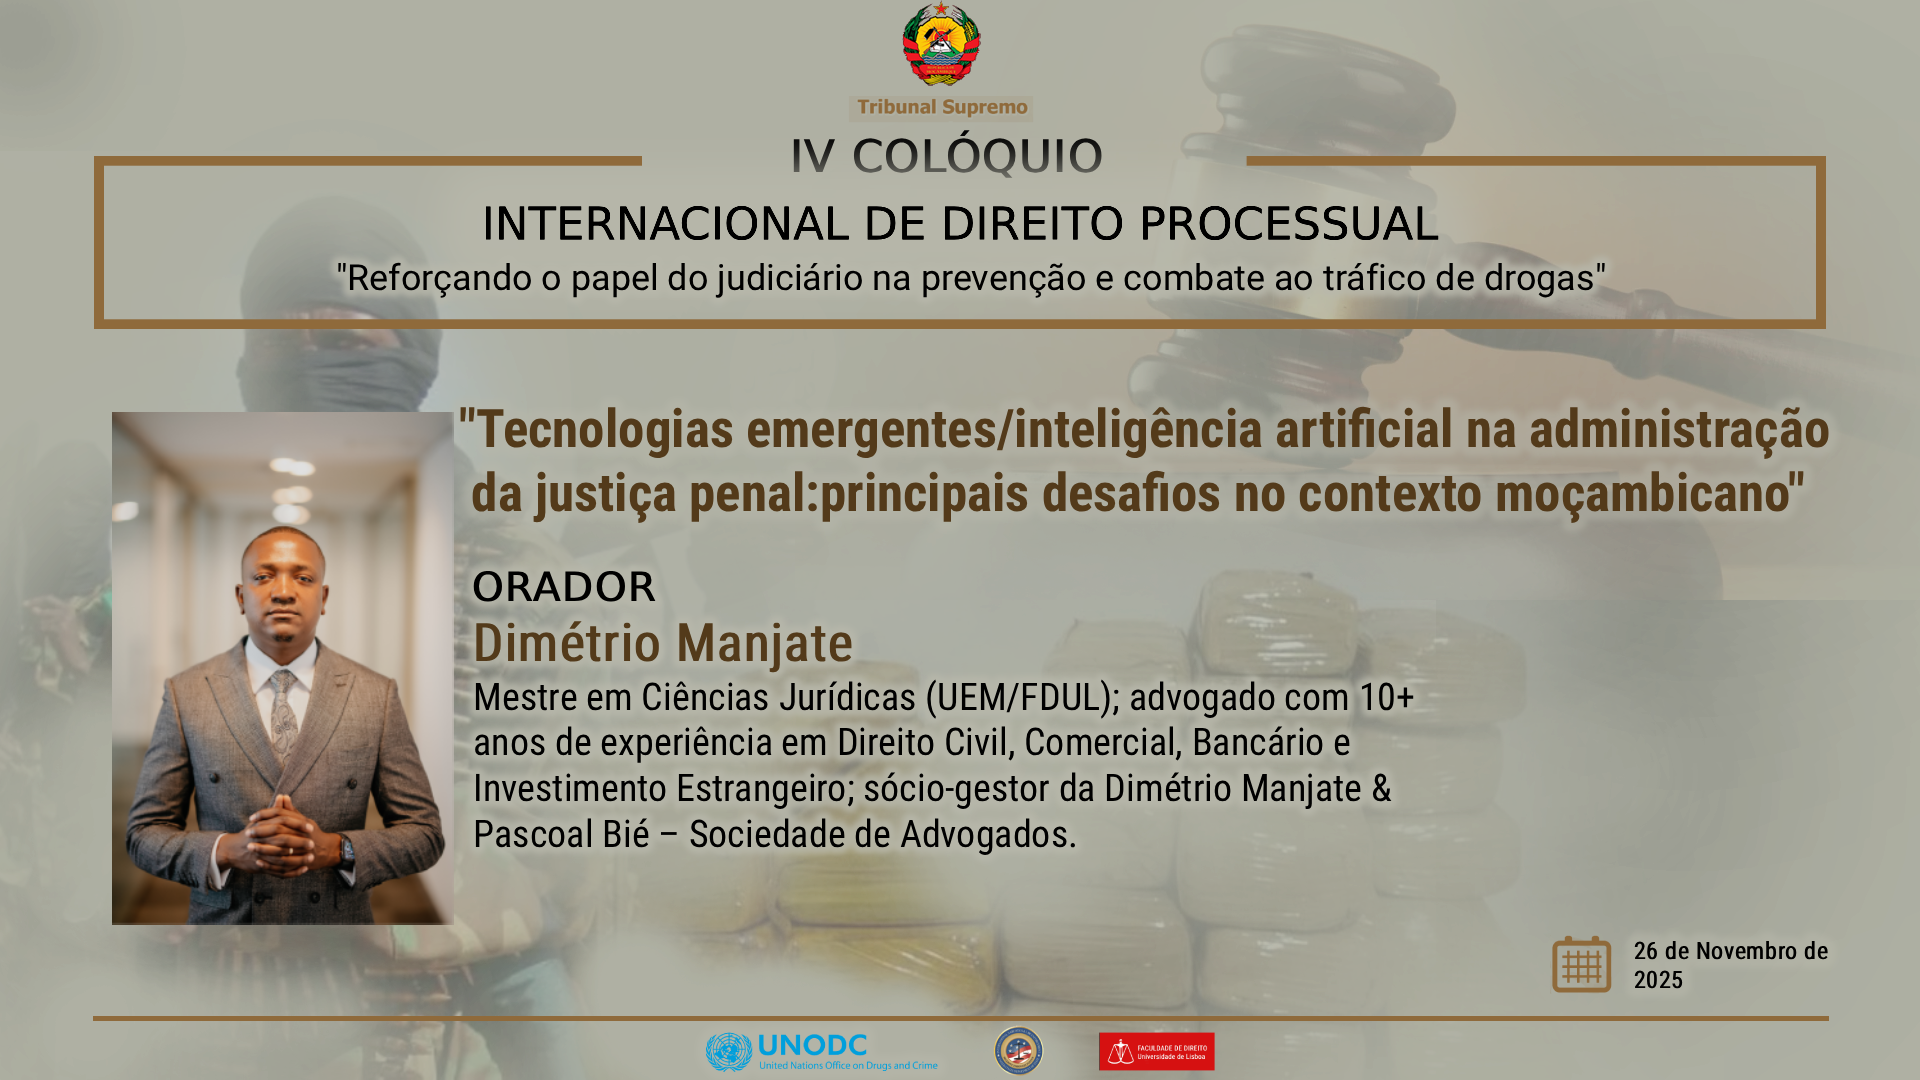 Tribunal Supremo
IV COLÓQUIO
INTERNACIONAL DE DIREITO PROCESSUAL
"Reforçando o papel do judiciário na prevenção e combate ao tráfico de drogas"
"Tecnologias emergentes/inteligência artificial na administração
da justiça penal:principais desafios no contexto moçambicano"
ORADOR
Dimétrio Manjate
Mestre em Ciências Jurídicas (UEM/FDUL); advogado com 10+
anos de experiência em Direito Civil, Comercial, Bancário e
Investimento Estrangeiro; sócio-gestor da Dimétrio Manjate &
Pascoal Bié – Sociedade de Advogados.
26 de Novembro de
2025
UNODC
United Nations Office on Drugs and Crime
FACULDADE DE DIREITO
Universidade de Lisboa